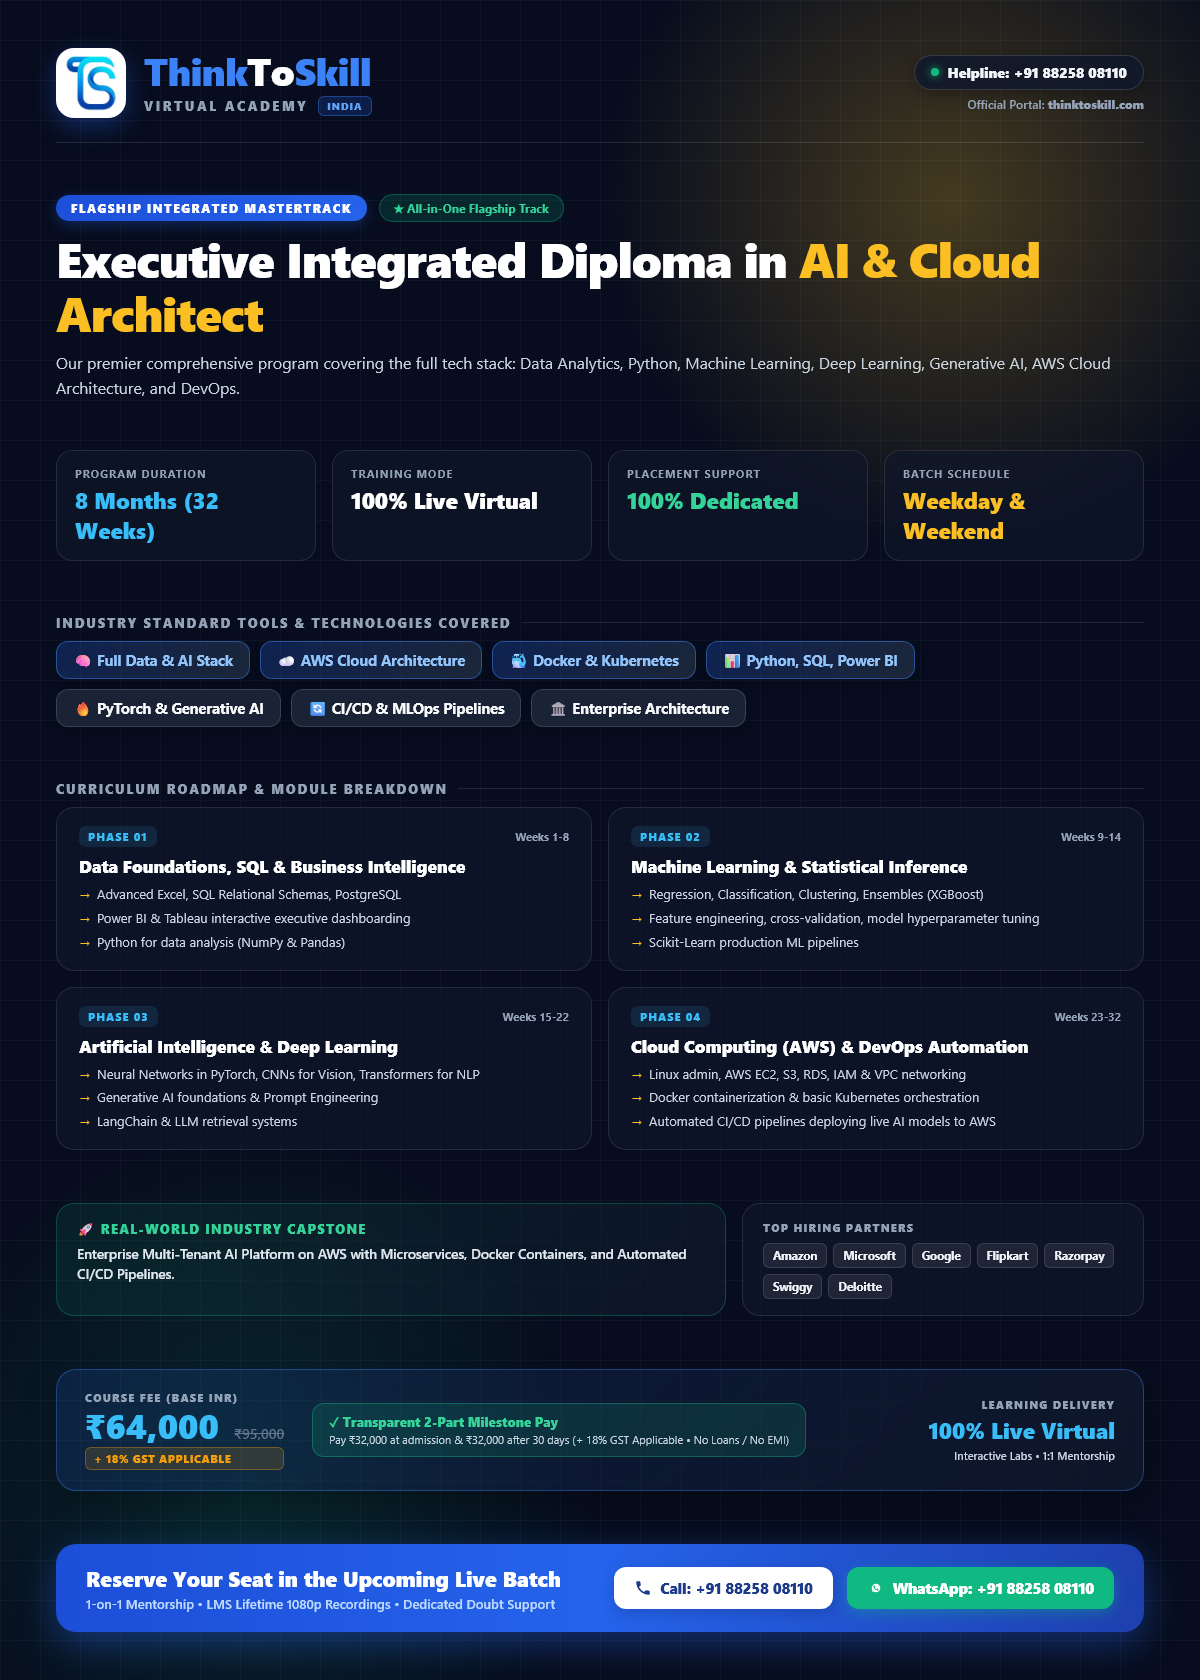 ThinkToSkill
VIRTUAL ACADEMY INDIA
Helpline: +91 88258 08110
Official Portal: thinktoskill.com
FLAGSHIP INTEGRATED MASTERTRACK
★ All-in-One Flagship Track
Executive Integrated Diploma in AI & Cloud
Architect
Our premier comprehensive program covering the full tech stack: Data Analytics, Python, Machine Learning, Deep Learning, Generative AI, AWS Cloud
Architecture, and DevOps.
PROGRAM DURATION
8 Months (32
Weeks)
TRAINING MODE
100% Live Virtual
PLACEMENT SUPPORT
100% Dedicated
BATCH SCHEDULE
Weekday &
Weekend
INDUSTRY STANDARD TOOLS & TECHNOLOGIES COVERED
🧠 Full Data & AI Stack
☁️ AWS Cloud Architecture
🐳 Docker & Kubernetes
📊 Python, SQL, Power BI
🔥 PyTorch & Generative AI
🔄 CI/CD & MLOps Pipelines
🏛️ Enterprise Architecture
CURRICULUM ROADMAP & MODULE BREAKDOWN
PHASE 01
Weeks 1-8
Data Foundations, SQL & Business Intelligence
→ Advanced Excel, SQL Relational Schemas, PostgreSQL
→ Power BI & Tableau interactive executive dashboarding
→ Python for data analysis (NumPy & Pandas)
PHASE 02
Weeks 9-14
Machine Learning & Statistical Inference
→ Regression, Classification, Clustering, Ensembles (XGBoost)
→ Feature engineering, cross-validation, model hyperparameter tuning
→ Scikit-Learn production ML pipelines
PHASE 03
Weeks 15-22
Artificial Intelligence & Deep Learning
→ Neural Networks in PyTorch, CNNs for Vision, Transformers for NLP
→ Generative AI foundations & Prompt Engineering
→ LangChain & LLM retrieval systems
PHASE 04
Weeks 23-32
Cloud Computing (AWS) & DevOps Automation
→ Linux admin, AWS EC2, S3, RDS, IAM & VPC networking
→ Docker containerization & basic Kubernetes orchestration
→ Automated CI/CD pipelines deploying live AI models to AWS
🚀 REAL-WORLD INDUSTRY CAPSTONE
Enterprise Multi-Tenant AI Platform on AWS with Microservices, Docker Containers, and Automated
CI/CD Pipelines.
TOP HIRING PARTNERS
Amazon Microsoft Google Flipkart Razorpay
Swiggy Deloitte
COURSE FEE (BASE INR)
₹64,000 ₹95,000
+ 18% GST APPLICABLE
✓ Transparent 2-Part Milestone Pay
Pay ₹32,000 at admission & ₹32,000 after 30 days (+ 18% GST Applicable • No Loans / No EMI)
LEARNING DELIVERY
100% Live Virtual
Interactive Labs • 1:1 Mentorship
Reserve Your Seat in the Upcoming Live Batch
1-on-1 Mentorship • LMS Lifetime 1080p Recordings • Dedicated Doubt Support
Call: +91 88258 08110
WhatsApp: +91 88258 08110